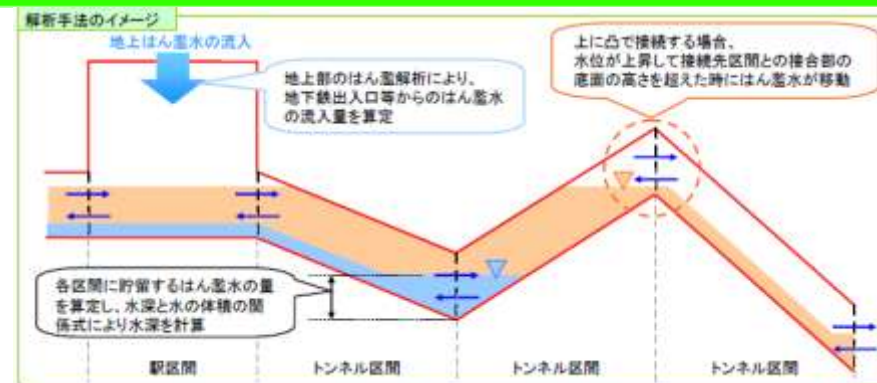 解析手法のイメージ
地上はん濫水の流入
地上部のはん濫解析により、
地下鉄出入口等からのはん濫水
の流入量を算定
上に凸で接続する場合、
水位が上昇して接続先区間との接合部の
底面の高さを超えた時にはん濫水が移動
各区間に貯留するはん濫水の量
を算定し、水深と水の体積の関
係式により水深を計算
駅区間
トンネル区間
トンネル区間
トンネル区間